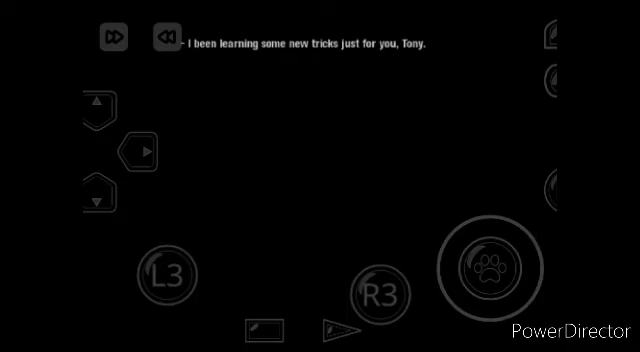 - I been learning some new tricks just for you, Tony.
L3
R3
PowerDirector